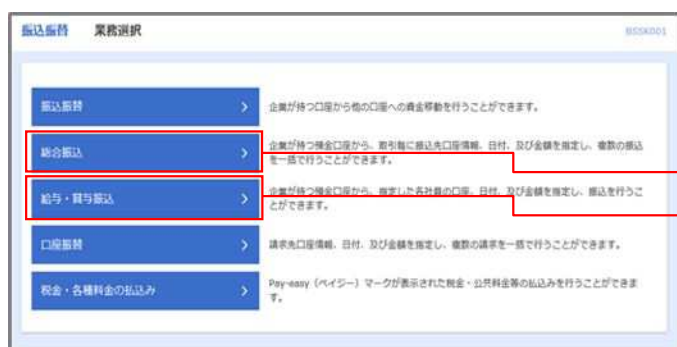 振込振替 業務選択 BSSK001
振込振替
企業が持つ口座から他の口座への資金移動を行うことができます。
総合振込
企業が持つ預金口座から、取引毎に振込先口座情報、日付、及び金額を指定し、複数の振込
を一括で行うことができます。
給与・賞与振込
企業が持つ預金口座から、指定した各社員の口座、日付、及び金額を指定し、振込を行うこ
とができます。
口座振替
請求先口座情報、日付、及び金額を指定し、複数の請求を一括で行うことができます。
税金・各種料金の払込み
Pay-easy（ペイジー）マークが表示された税金・公共料金等の払込みを行うことができま
す。